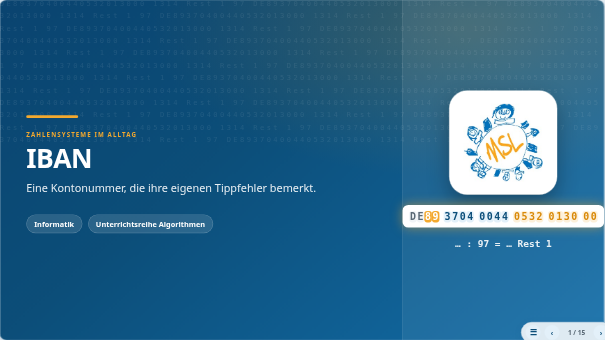 ZAHLENSYSTEME IM ALLTAG
IBAN
Eine Kontonummer, die ihre eigenen Tippfehler bemerkt.
Informatik
Unterrichtsreihe Algorithmen
MSL
DE89 3704 0044 0532 0130 00
… : 97 = … Rest 1
☰ ‹ 1 / 15 ›